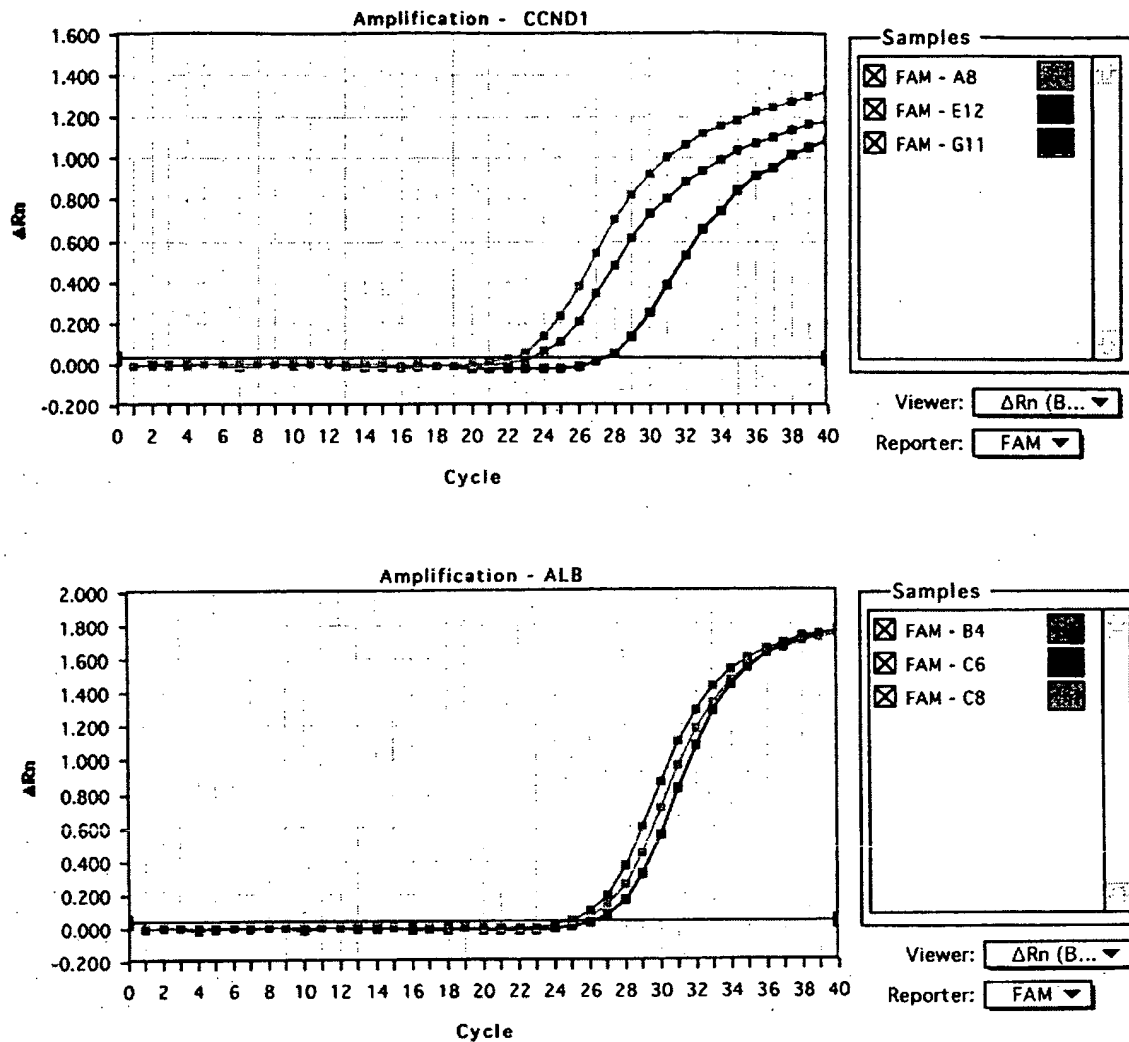 Amplification - CCND1
1.600
1.400
1.200
1.000
0.800
0.600
0.400
0.200
0.000
-0.200
ΔRn
0 2 4 6 8 10 12 14 16 18 20 22 24 26 28 30 32 34 36 38 40
Cycle
Samples
FAM - A8
FAM - E12
FAM - G11
Viewer: ΔRn (B...
Reporter: FAM
Amplification - ALB
2.000
1.800
1.600
1.400
1.200
1.000
0.800
0.600
0.400
0.200
0.000
-0.200
ΔRn
0 2 4 6 8 10 12 14 16 18 20 22 24 26 28 30 32 34 36 38 40
Cycle
Samples
FAM - B4
FAM - C6
FAM - C8
Viewer: ΔRn (B...
Reporter: FAM